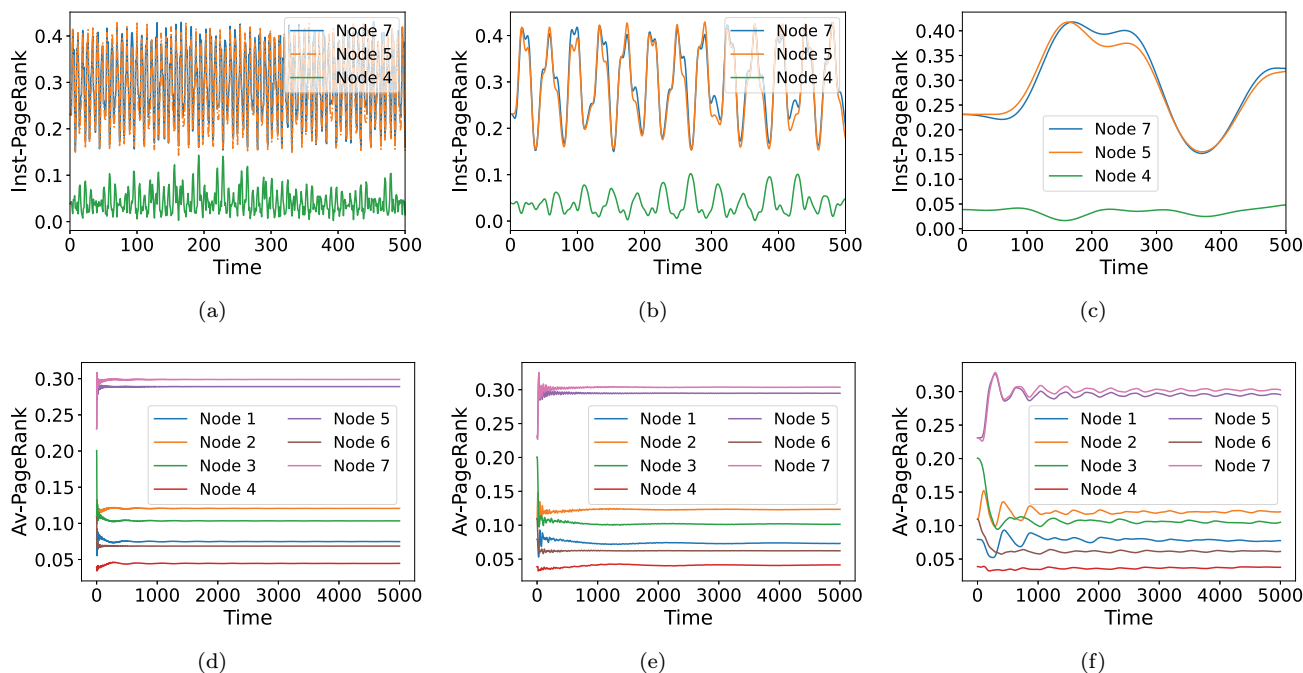 Inst-PageRank
0.4
0.3
0.2
0.1
0.0
Node 7
Node 5
Node 4
0 100 200 300 400 500
Time
(a)
Inst-PageRank
0.4
0.3
0.2
0.1
0.0
Node 7
Node 5
Node 4
0 100 200 300 400 500
Time
(b)
Inst-PageRank
0.40
0.35
0.30
0.25
0.20
0.15
0.10
0.05
0.00
Node 7
Node 5
Node 4
0 100 200 300 400 500
Time
(c)
Av-PageRank
0.30
0.25
0.20
0.15
0.10
0.05
Node 1 Node 5
Node 2 Node 6
Node 3 Node 7
Node 4
0 1000 2000 3000 4000 5000
Time
(d)
Av-PageRank
0.30
0.25
0.20
0.15
0.10
0.05
Node 1 Node 5
Node 2 Node 6
Node 3 Node 7
Node 4
0 1000 2000 3000 4000 5000
Time
(e)
Av-PageRank
0.30
0.25
0.20
0.15
0.10
0.05
Node 1 Node 5
Node 2 Node 6
Node 3 Node 7
Node 4
0 1000 2000 3000 4000 5000
Time
(f)